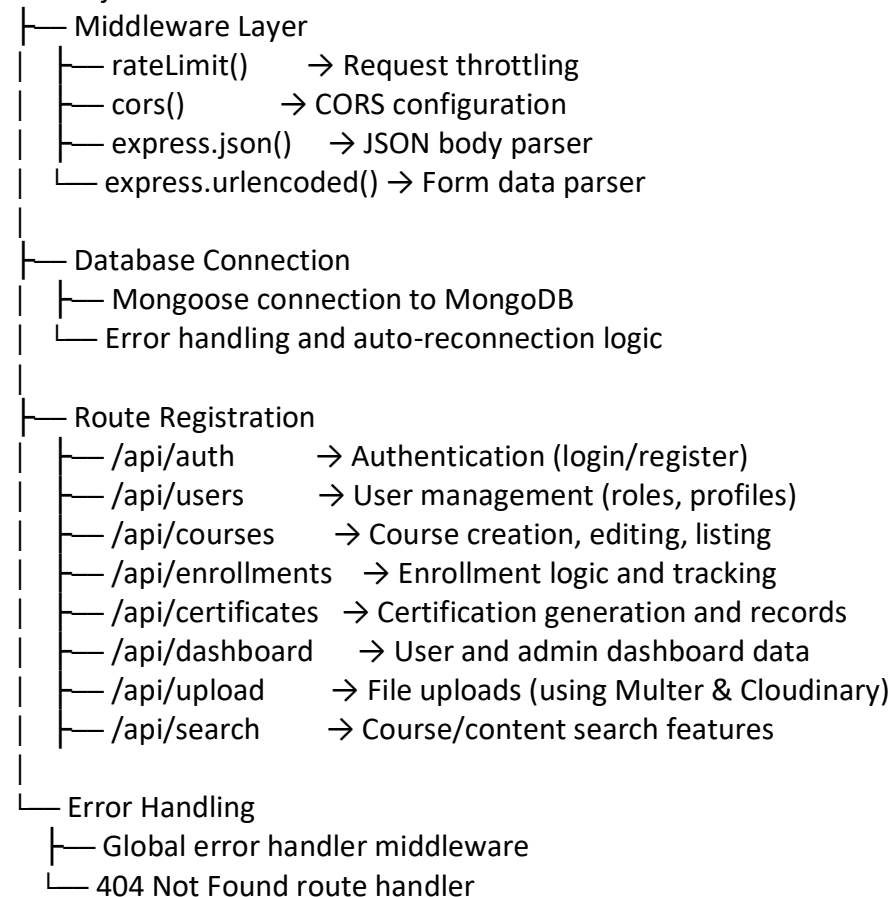 ├── Middleware Layer
│ ├── rateLimit() → Request throttling
│ ├── cors() → CORS configuration
│ ├── express.json() → JSON body parser
│ └── express.urlencoded() → Form data parser
│
├── Database Connection
│ ├── Mongoose connection to MongoDB
│ └── Error handling and auto-reconnection logic
│
├── Route Registration
│ ├── /api/auth → Authentication (login/register)
│ ├── /api/users → User management (roles, profiles)
│ ├── /api/courses → Course creation, editing, listing
│ ├── /api/enrollments → Enrollment logic and tracking
│ ├── /api/certificates → Certification generation and records
│ ├── /api/dashboard → User and admin dashboard data
│ ├── /api/upload → File uploads (using Multer & Cloudinary)
│ ├── /api/search → Course/content search features
│
└── Error Handling
├── Global error handler middleware
└── 404 Not Found route handler